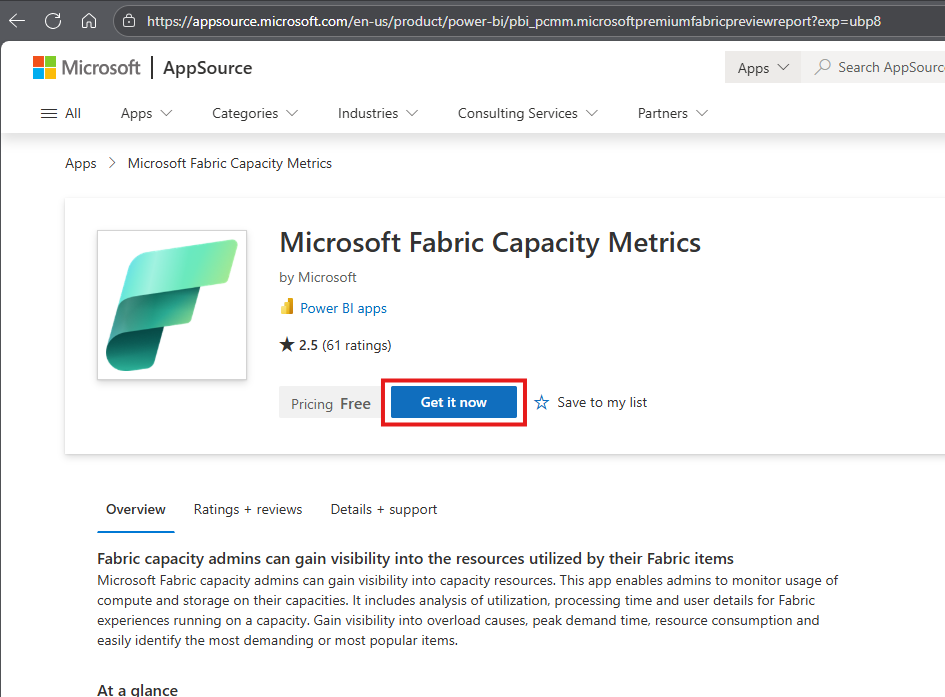 https://appsource.microsoft.com/en-us/product/power-bi/pbi_pcmm.microsoftpremiumfabricpreviewreport?exp=ubp8
Microsoft | AppSource
Apps
Search AppSourc
All
Apps
Categories
Industries
Consulting Services
Partners
Apps > Microsoft Fabric Capacity Metrics
Microsoft Fabric Capacity Metrics
by Microsoft
Power BI apps
★ 2.5 (61 ratings)
Pricing Free
Get it now
Save to my list
Overview
Ratings + reviews
Details + support
Fabric capacity admins can gain visibility into the resources utilized by their Fabric items
Microsoft Fabric capacity admins can gain visibility into capacity resources. This app enables admins to monitor usage of
compute and storage on their capacities. It includes analysis of utilization, processing time and user details for Fabric
experiences running on a capacity. Gain visibility into overload causes, peak demand time, resource consumption and
easily identify the most demanding or most popular items.
At a glance